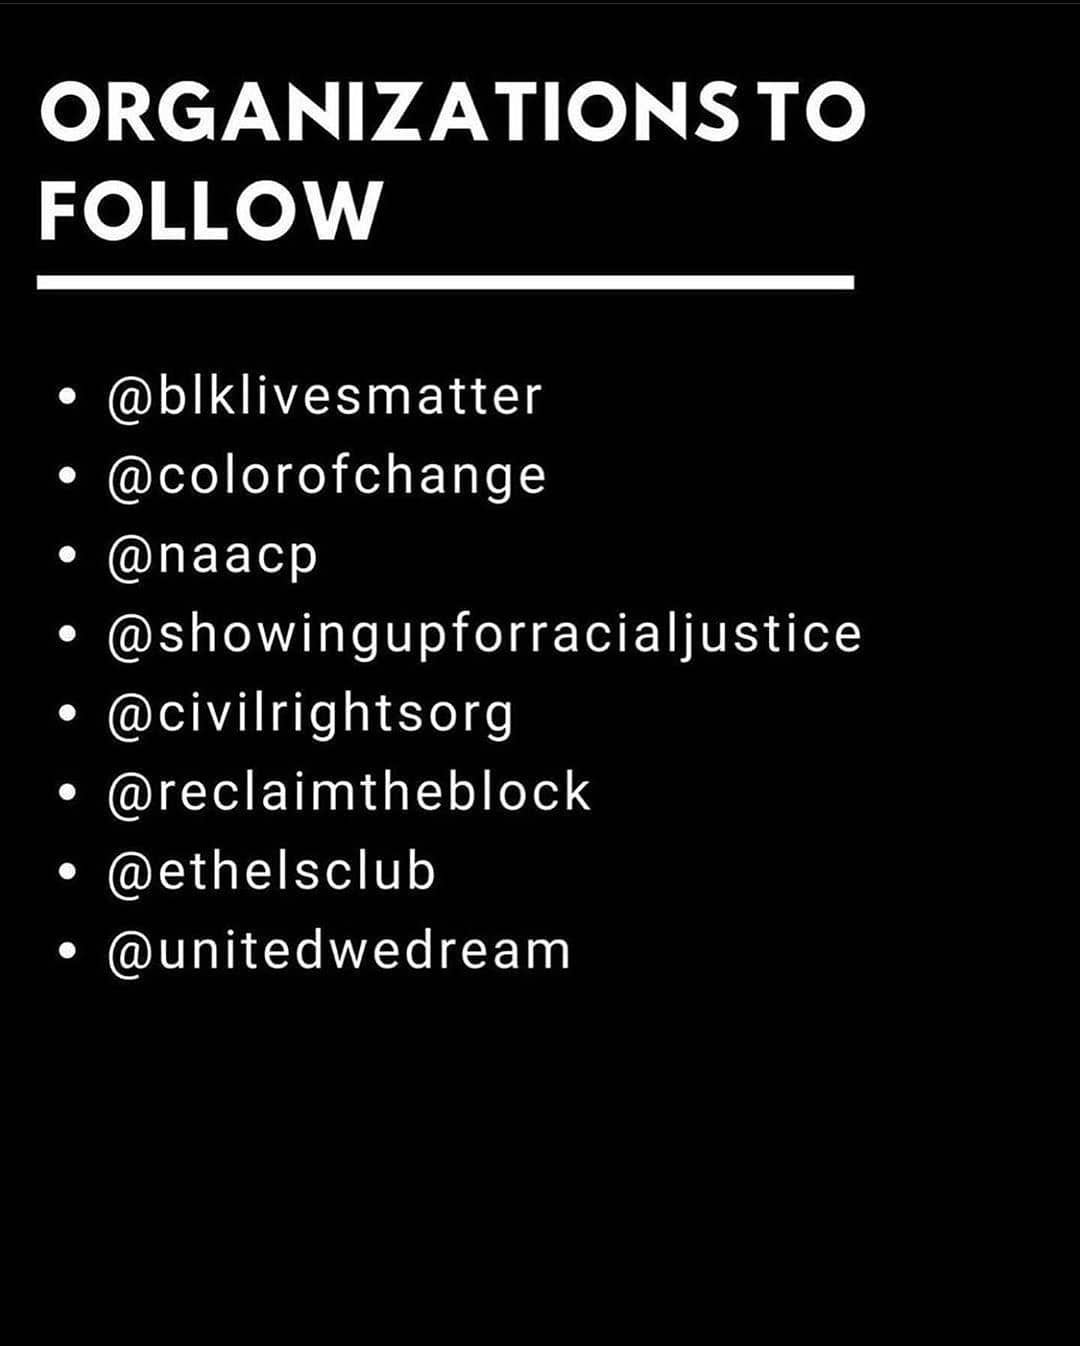 ORGANIZATIONS TO
FOLLOW
• @blklivesmatter
• @colorofchange
• @naacp
• @showingupforracialjustice
• @civilrightsorg
• @reclaimtheblock
• @ethelsclub
• @unitedwedream